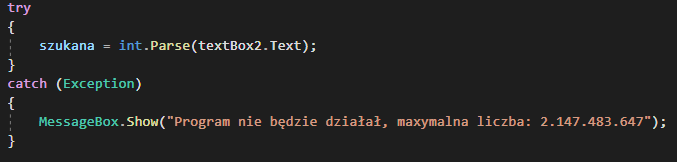 try
{
szukana = int.Parse(textBox2.Text);
}
catch (Exception)
{
MessageBox.Show("Program nie będzie działał, maxymalna liczba: 2.147.483.647");
}